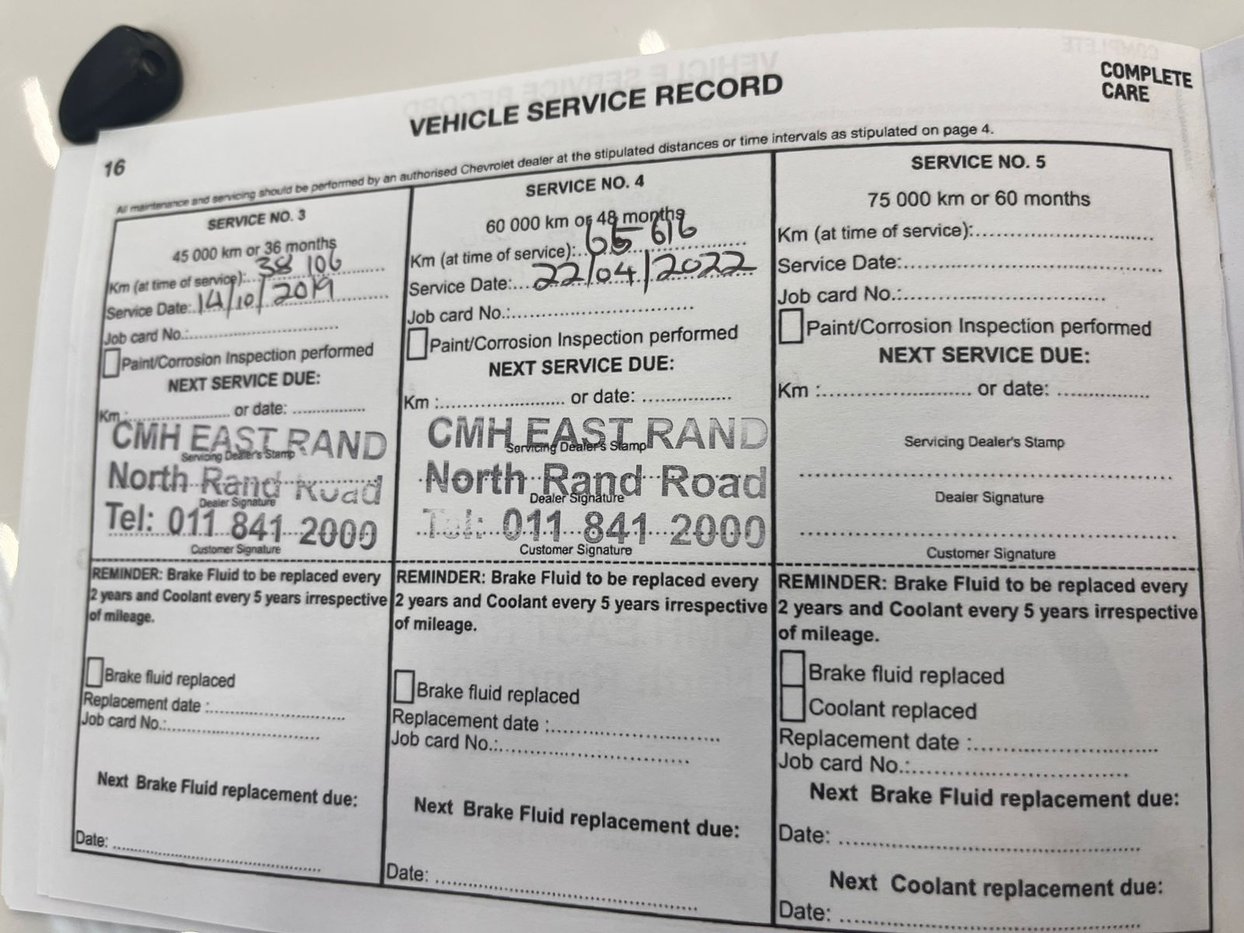 COMPLETE
CARE
VEHICLE SERVICE RECORD
16
All maintenance and servicing should be performed by an authorised Chevrolet dealer at the stipulated distances or time intervals as stipulated on page 4.
SERVICE NO. 3
45 000 km or 36 months
Km (at time of service): 38 106
Service Date: 14/10/2019
Job card No.:
Paint/Corrosion Inspection performed
NEXT SERVICE DUE:
Km : or date:
CMH EAST RAND
Servicing Dealer's Stamp
North Rand Road
Dealer Signature
Tel: 011 841 2000
Customer Signature
REMINDER: Brake Fluid to be replaced every
2 years and Coolant every 5 years irrespective
of mileage.
Brake fluid replaced
Replacement date :
Job card No.:
Next Brake Fluid replacement due:
Date:
SERVICE NO. 4
60 000 km or 48 months
Km (at time of service): 66 616
Service Date: 22/04/2022
Job card No.:
Paint/Corrosion Inspection performed
NEXT SERVICE DUE:
Km : or date:
CMH EAST RAND
Servicing Dealer's Stamp
North Rand Road
Dealer Signature
Tel: 011 841 2000
Customer Signature
REMINDER: Brake Fluid to be replaced every
2 years and Coolant every 5 years irrespective
of mileage.
Brake fluid replaced
Replacement date :
Job card No.:
Next Brake Fluid replacement due:
Date:
SERVICE NO. 5
75 000 km or 60 months
Km (at time of service):
Service Date:
Job card No.:
Paint/Corrosion Inspection performed
NEXT SERVICE DUE:
Km : or date:
Servicing Dealer's Stamp
Dealer Signature
Customer Signature
REMINDER: Brake Fluid to be replaced every
2 years and Coolant every 5 years irrespective
of mileage.
Brake fluid replaced
Coolant replaced
Replacement date :
Job card No.:
Next Brake Fluid replacement due:
Date:
Next Coolant replacement due:
Date: